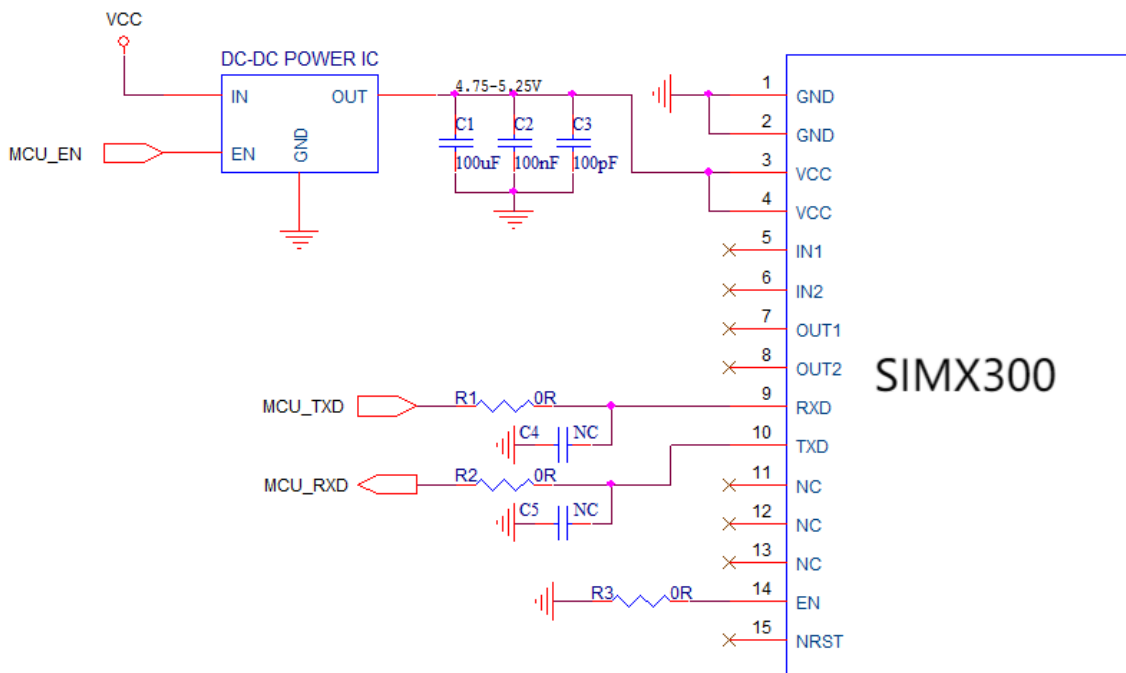 VCC
DC-DC POWER IC
IN
OUT
EN
GND
MCU_EN
4.75-5.25V
C1
C2
C3
100uF
100nF
100pF
1
GND
2
GND
3
VCC
4
VCC
5
IN1
6
IN2
7
OUT1
8
OUT2
SIMX300
MCU_TXD
R1
0R
9
RXD
C4
NC
10
TXD
MCU_RXD
R2
0R
11
NC
C5
NC
12
NC
13
NC
R3
0R
14
EN
15
NRST